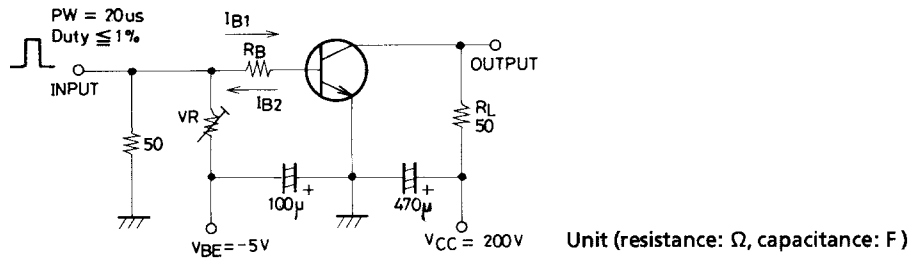 PW = 20us
Duty ≦ 1%
IB1
RB
INPUT
OUTPUT
IB2
VR
RL
50
50
100μ
+
470μ
+
VBE = -5V
VCC = 200V
Unit (resistance: Ω, capacitance: F)